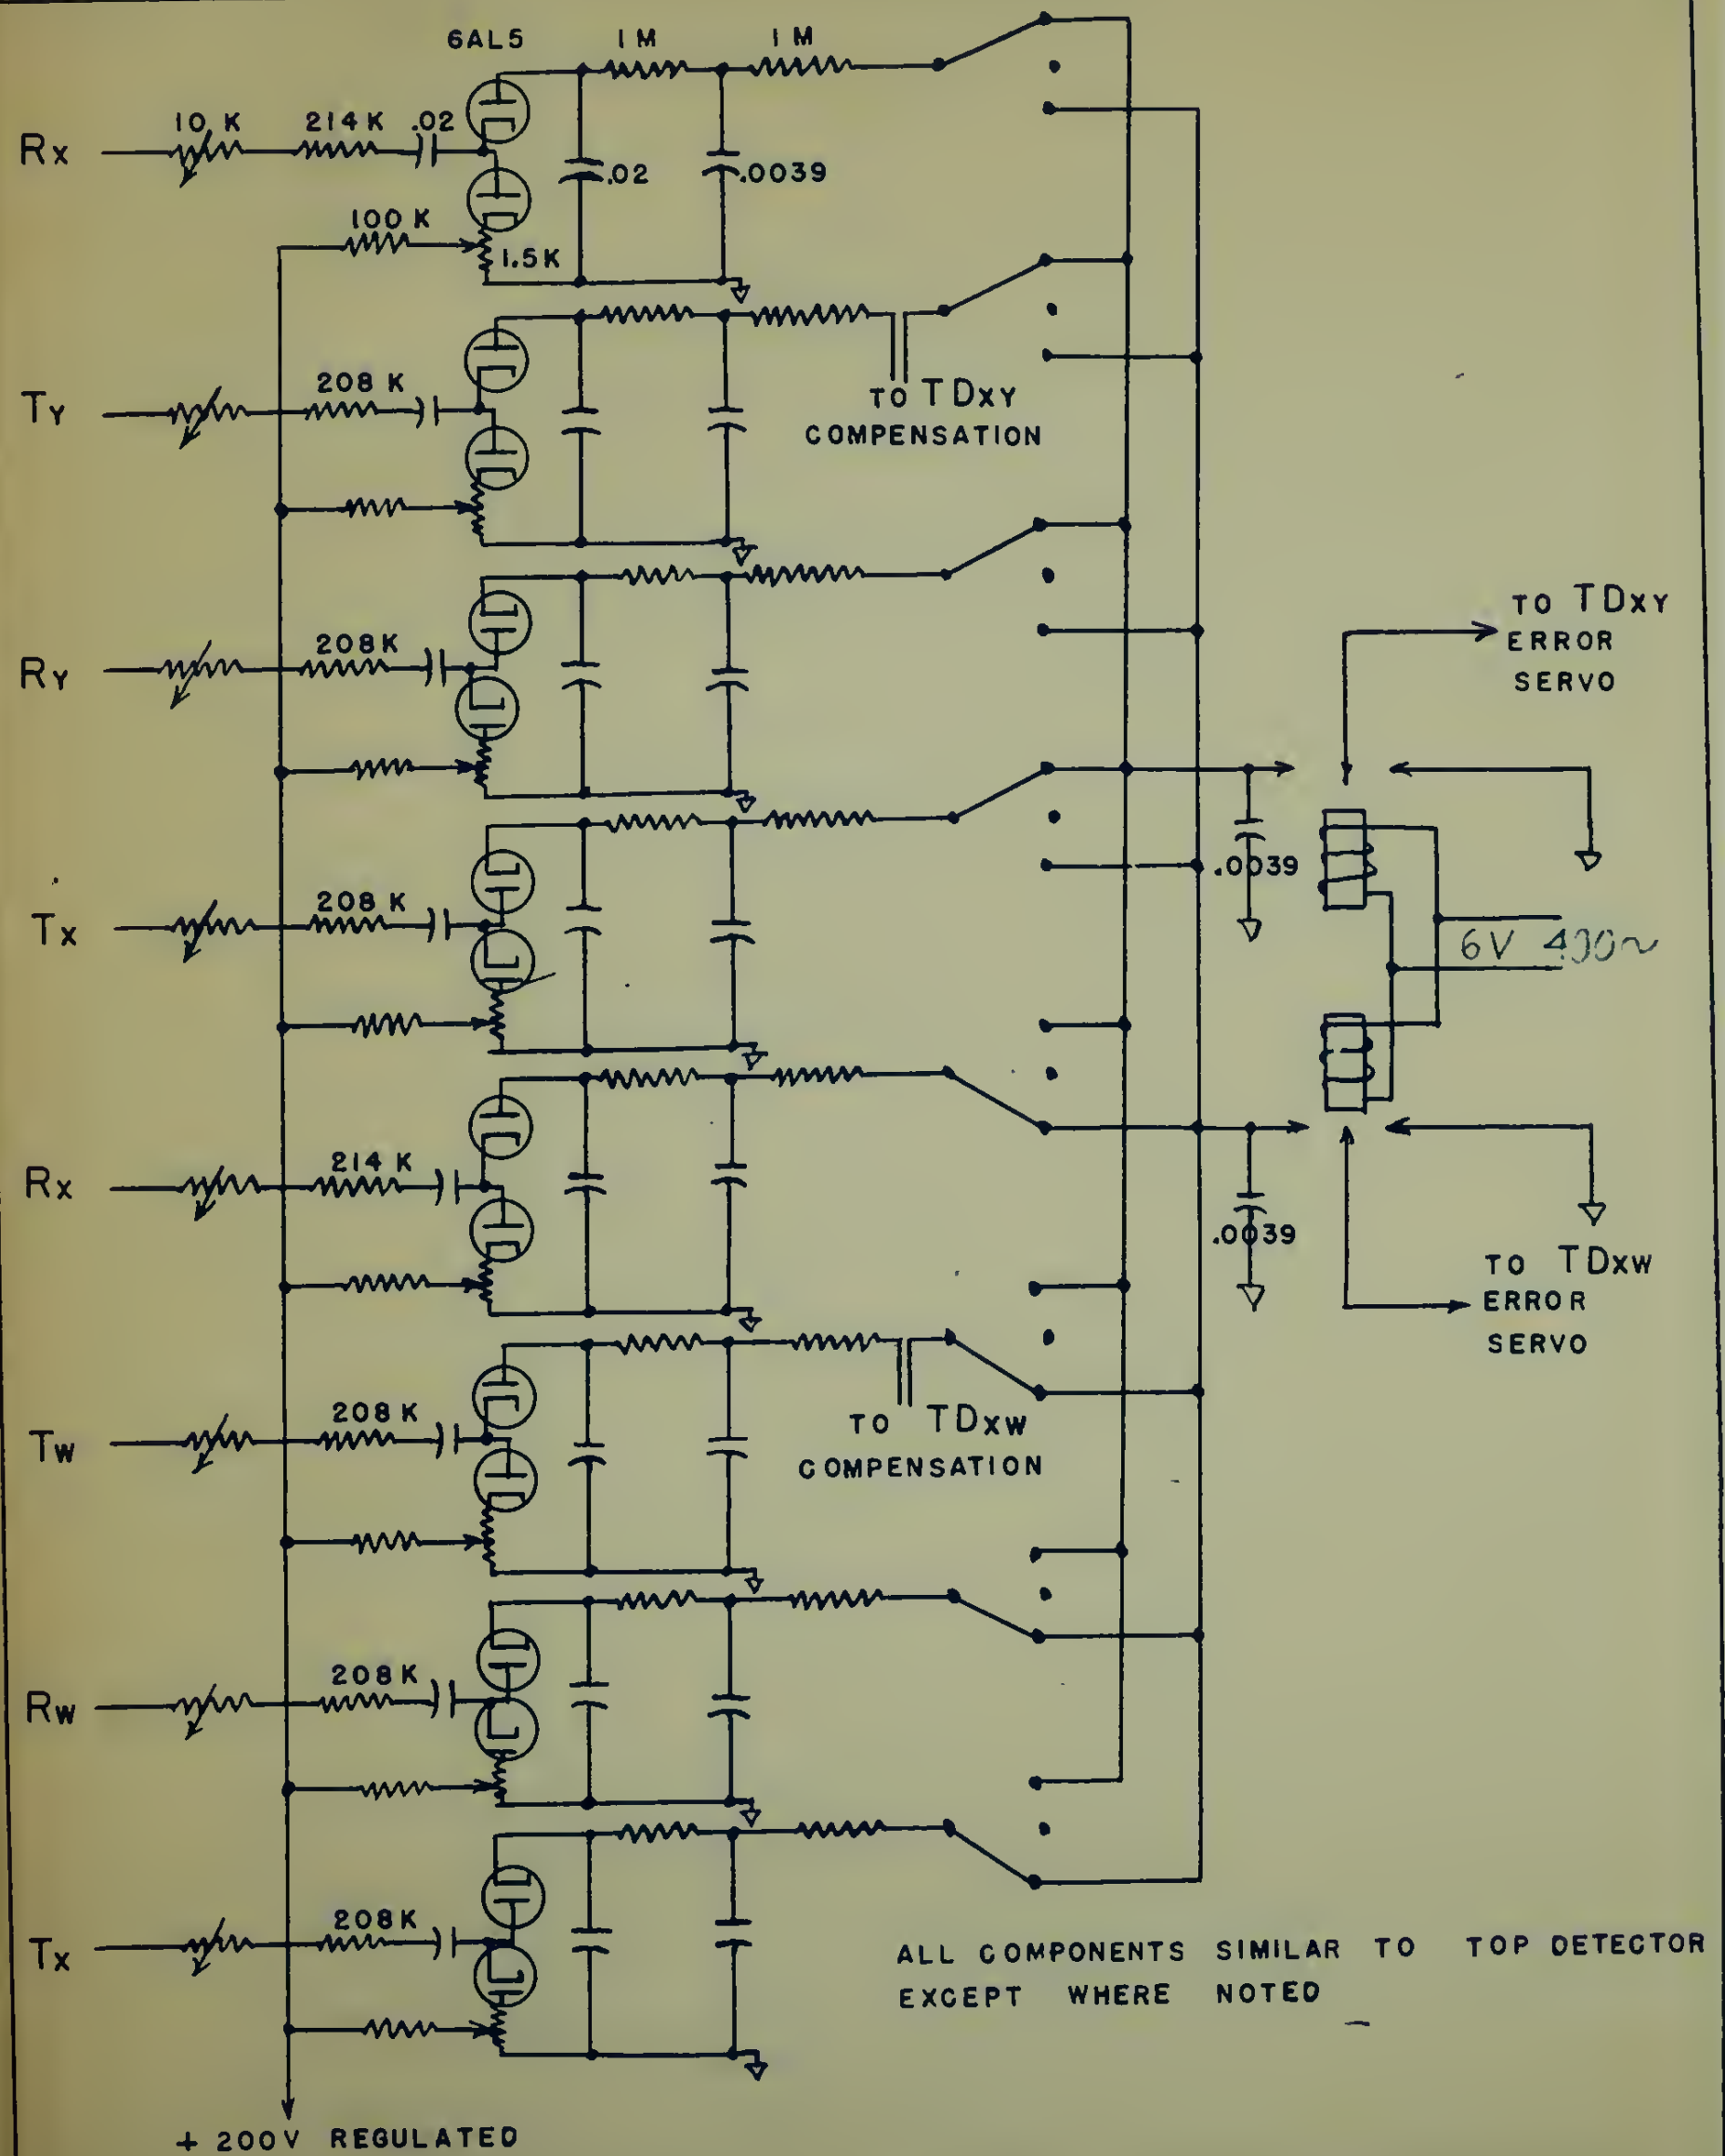 6AL5 1 M 1 M
Rx 10 K 214 K .02
.02 .0039
100 K
1.5K
TY 208 K
TO TDXY
COMPENSATION
TO TDXY
ERROR
SERVO
RY 208K
.0039
Tx 208 K
6V 400~
Rx 214 K
.0039
TO TDXW
ERROR
SERVO
Tw 208 K
TO TDXW
COMPENSATION
Rw 208 K
Tx 208K
ALL COMPONENTS SIMILAR TO TOP DETECTOR
EXCEPT WHERE NOTED
+ 200V REGULATED